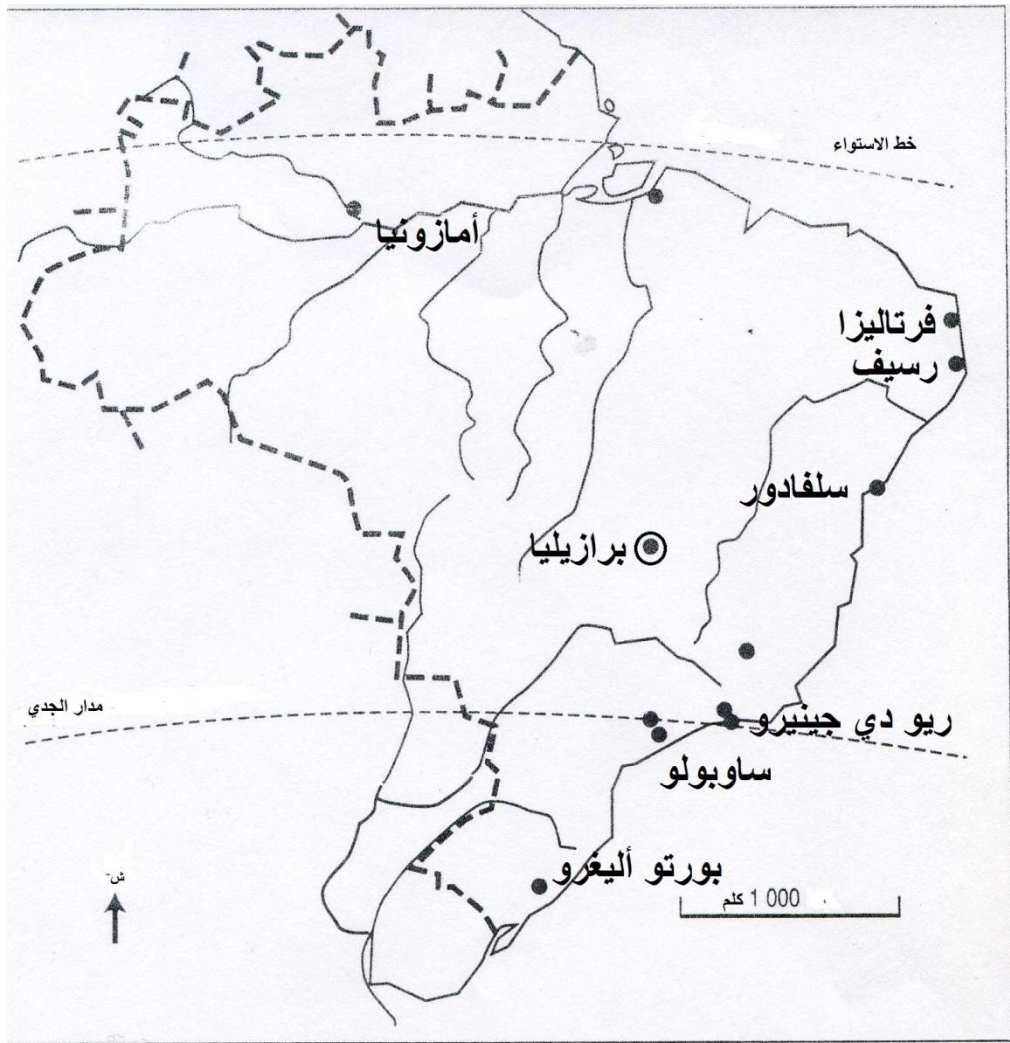 خط الاستواء
أمازونيا
فرتاليزا
رسيف
سلفادور
برازيليا
مدار الجدي
ريو دي جينيرو
ساوبولو
بورتو أليغرو
ش
1 000 كلم